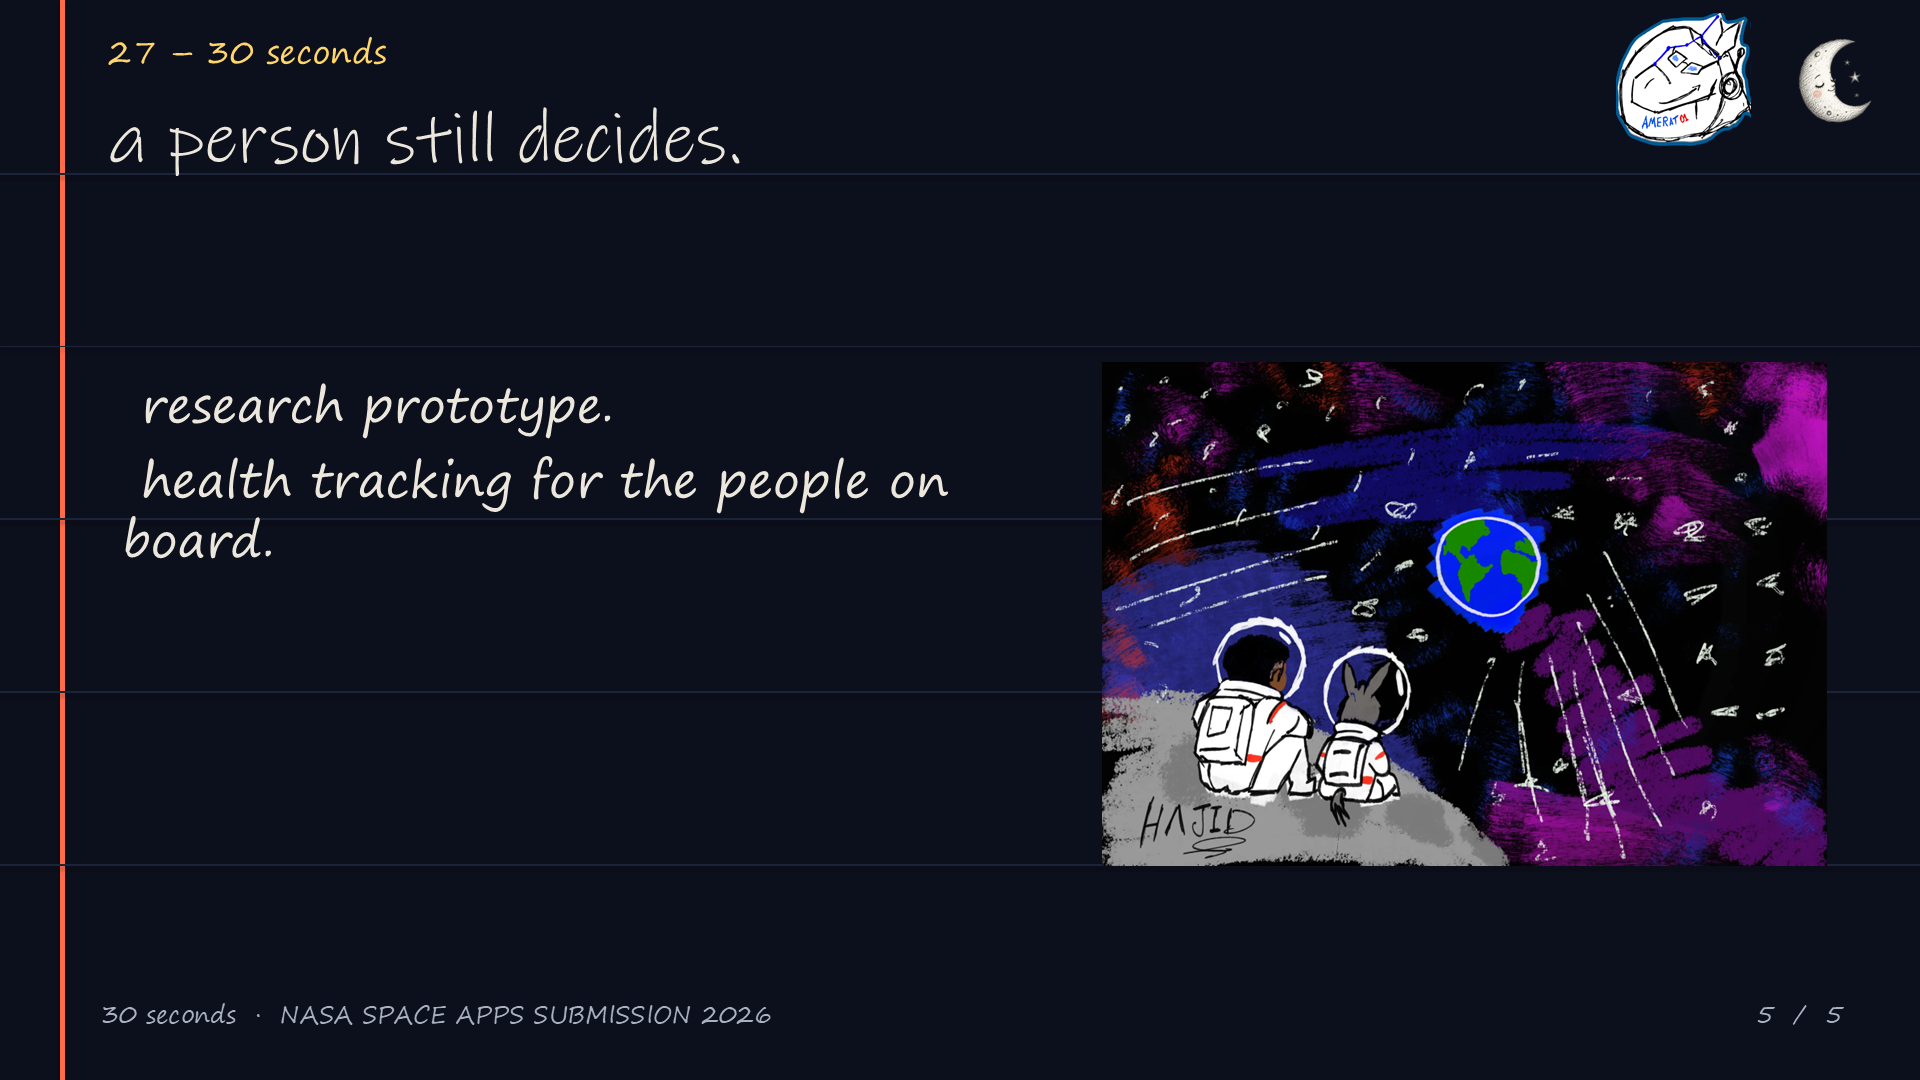 27 – 30 seconds
a person still decides.
AMERAT01
research prototype.
health tracking for the people on
board.
HAJID
30 seconds · NASA SPACE APPS SUBMISSION 2026
5 / 5